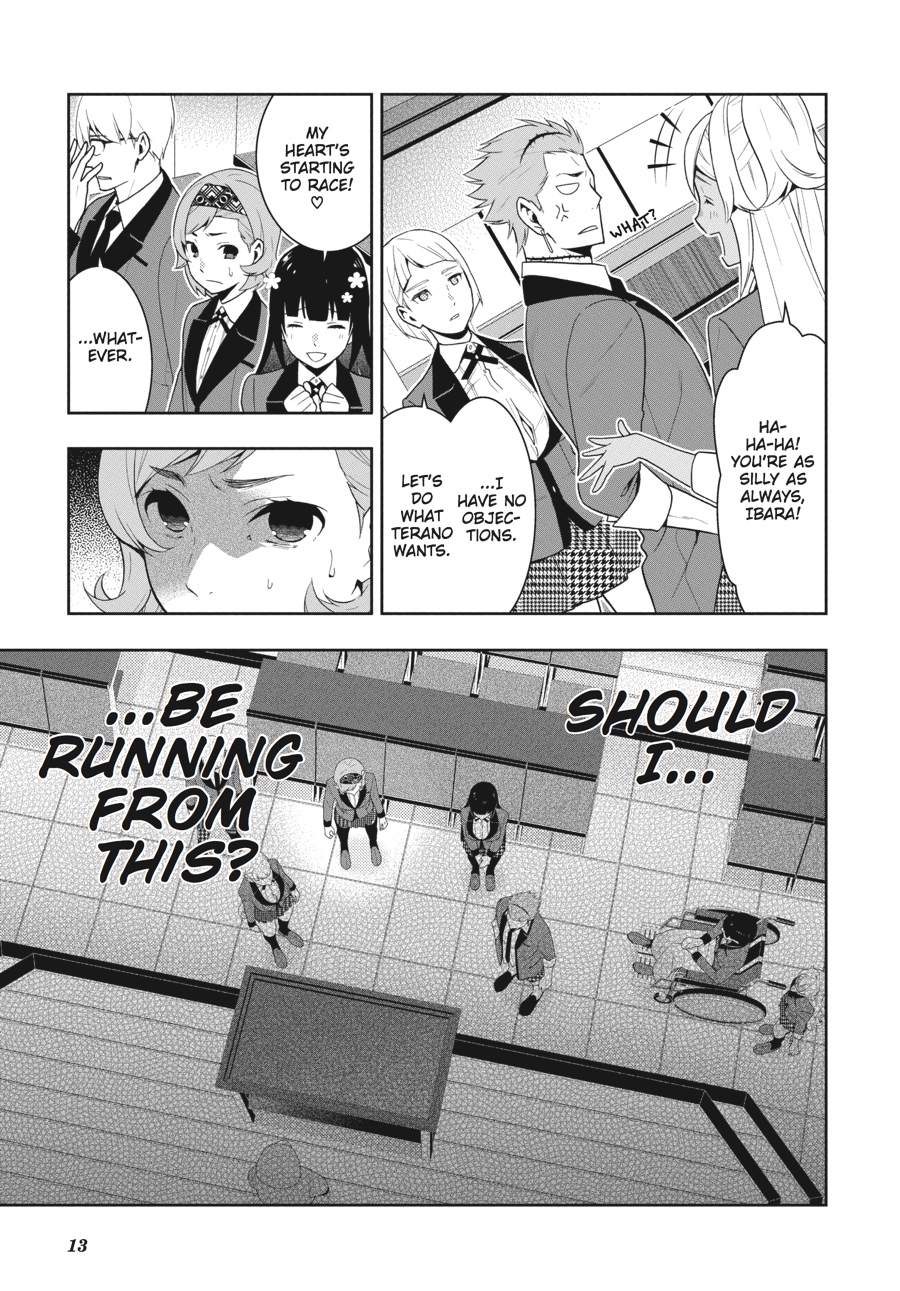 WHAT?
HA-
HA-HA!
YOU'RE AS
SILLY AS
ALWAYS,
IBARA!
...I
HAVE NO
OBJEC-
TIONS.
LET'S
DO
WHAT
TERANO
WANTS.
MY
HEART'S
STARTING
TO RACE!
♡
...WHAT-
EVER.
SHOULD
I...
...BE
RUNNING
FROM
THIS?
13